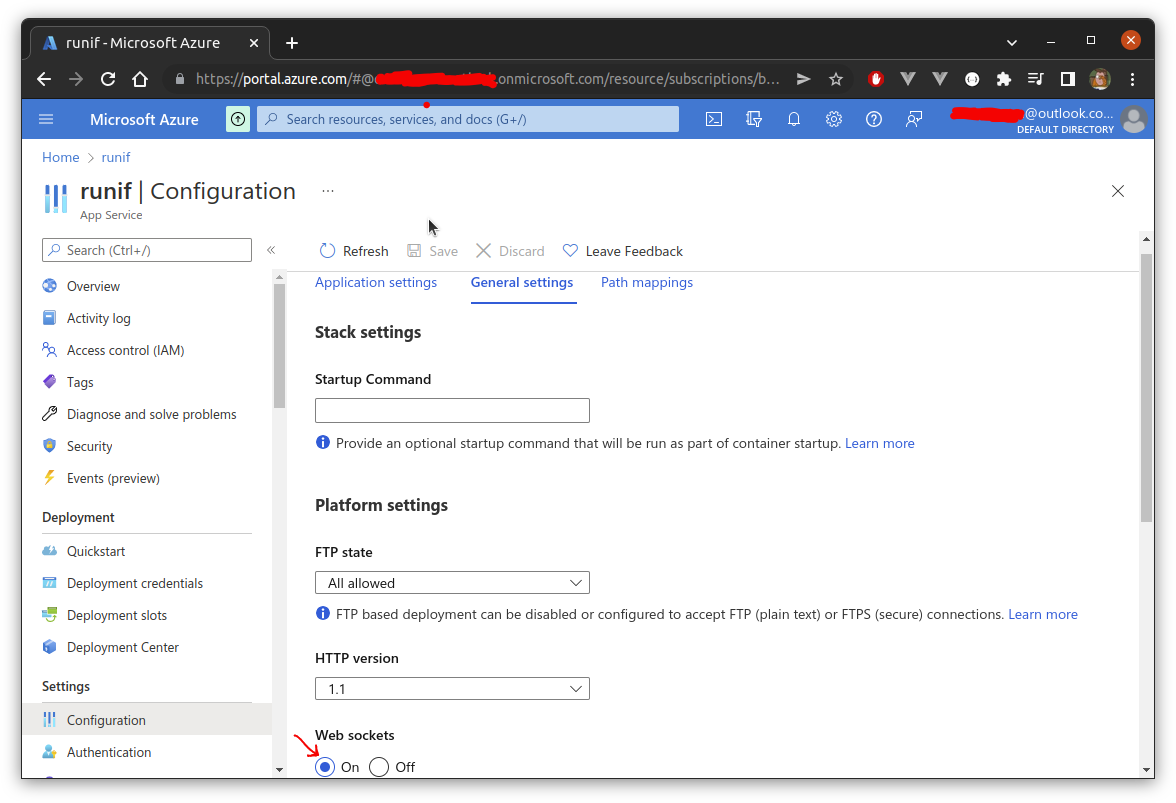 runif - Microsoft Azure
https://portal.azure.com/#@
.onmicrosoft.com/resource/subscriptions/b...
Microsoft Azure
Search resources, services, and docs (G+/)
@outlook.co...
DEFAULT DIRECTORY
Home > runif
runif | Configuration ...
App Service
Search (Ctrl+/)
«
Refresh Save Discard Leave Feedback
Overview
Activity log
Access control (IAM)
Tags
Diagnose and solve problems
Security
Events (preview)
Deployment
Quickstart
Deployment credentials
Deployment slots
Deployment Center
Settings
Configuration
Authentication
Application settings General settings Path mappings
Stack settings
Startup Command
Provide an optional startup command that will be run as part of container startup. Learn more
Platform settings
FTP state
All allowed
FTP based deployment can be disabled or configured to accept FTP (plain text) or FTPS (secure) connections. Learn more
HTTP version
1.1
Web sockets
On Off